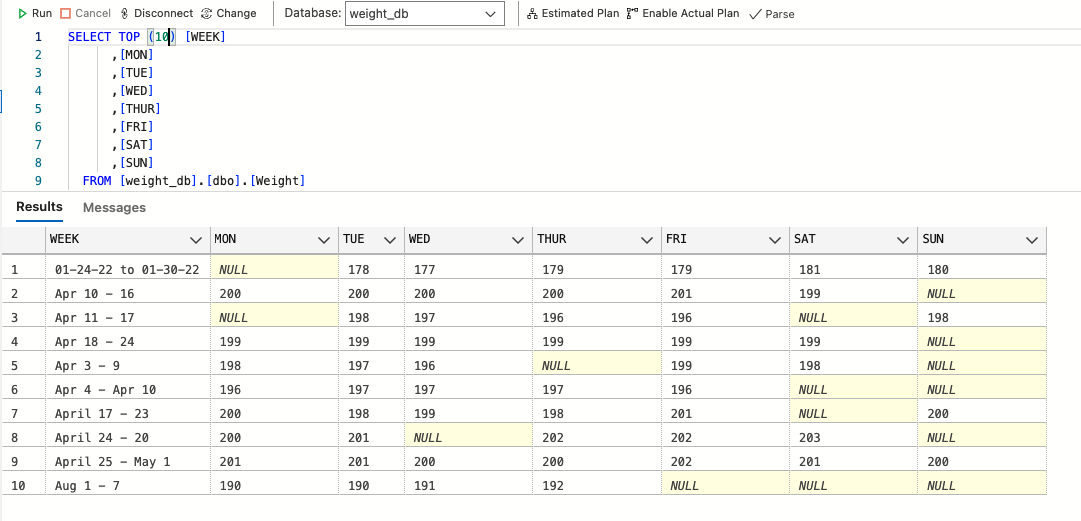 Run Cancel Disconnect Change Database: weight_db Estimated Plan Enable Actual Plan Parse
1 SELECT TOP (10) [WEEK]
2 ,[MON]
3 ,[TUE]
4 ,[WED]
5 ,[THUR]
6 ,[FRI]
7 ,[SAT]
8 ,[SUN]
9 FROM [weight_db].[dbo].[Weight]
Results Messages
WEEK MON TUE WED THUR FRI SAT SUN
1 01-24-22 to 01-30-22 NULL 178 177 179 179 181 180
2 Apr 10 - 16 200 200 200 200 201 199 NULL
3 Apr 11 - 17 NULL 198 197 196 196 NULL 198
4 Apr 18 - 24 199 199 199 199 199 199 NULL
5 Apr 3 - 9 198 197 196 NULL 199 198 NULL
6 Apr 4 - Apr 10 196 197 197 197 196 NULL NULL
7 April 17 - 23 200 198 199 198 201 NULL 200
8 April 24 - 20 200 201 NULL 202 202 203 NULL
9 April 25 - May 1 201 201 200 200 202 201 200
10 Aug 1 - 7 190 190 191 192 NULL NULL NULL